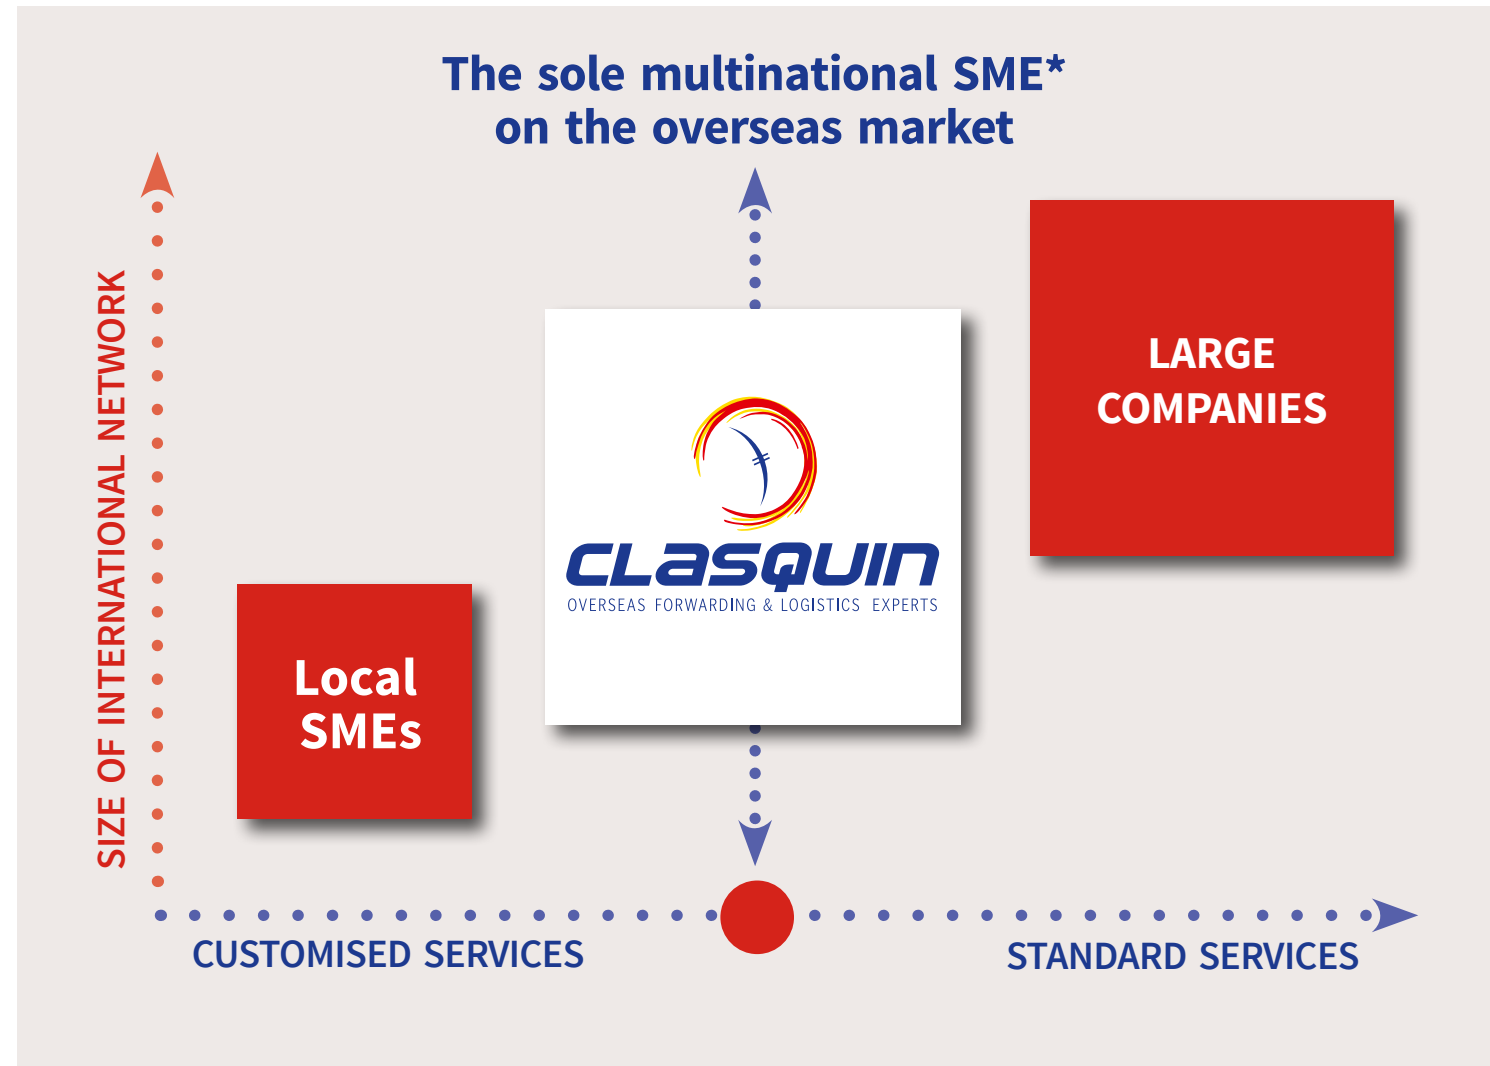 The sole multinational SME*
on the overseas market
SIZE OF INTERNATIONAL NETWORK
LARGE
COMPANIES
CLASQUIN
OVERSEAS FORWARDING & LOGISTICS EXPERTS
Local
SMEs
CUSTOMISED SERVICES
STANDARD SERVICES